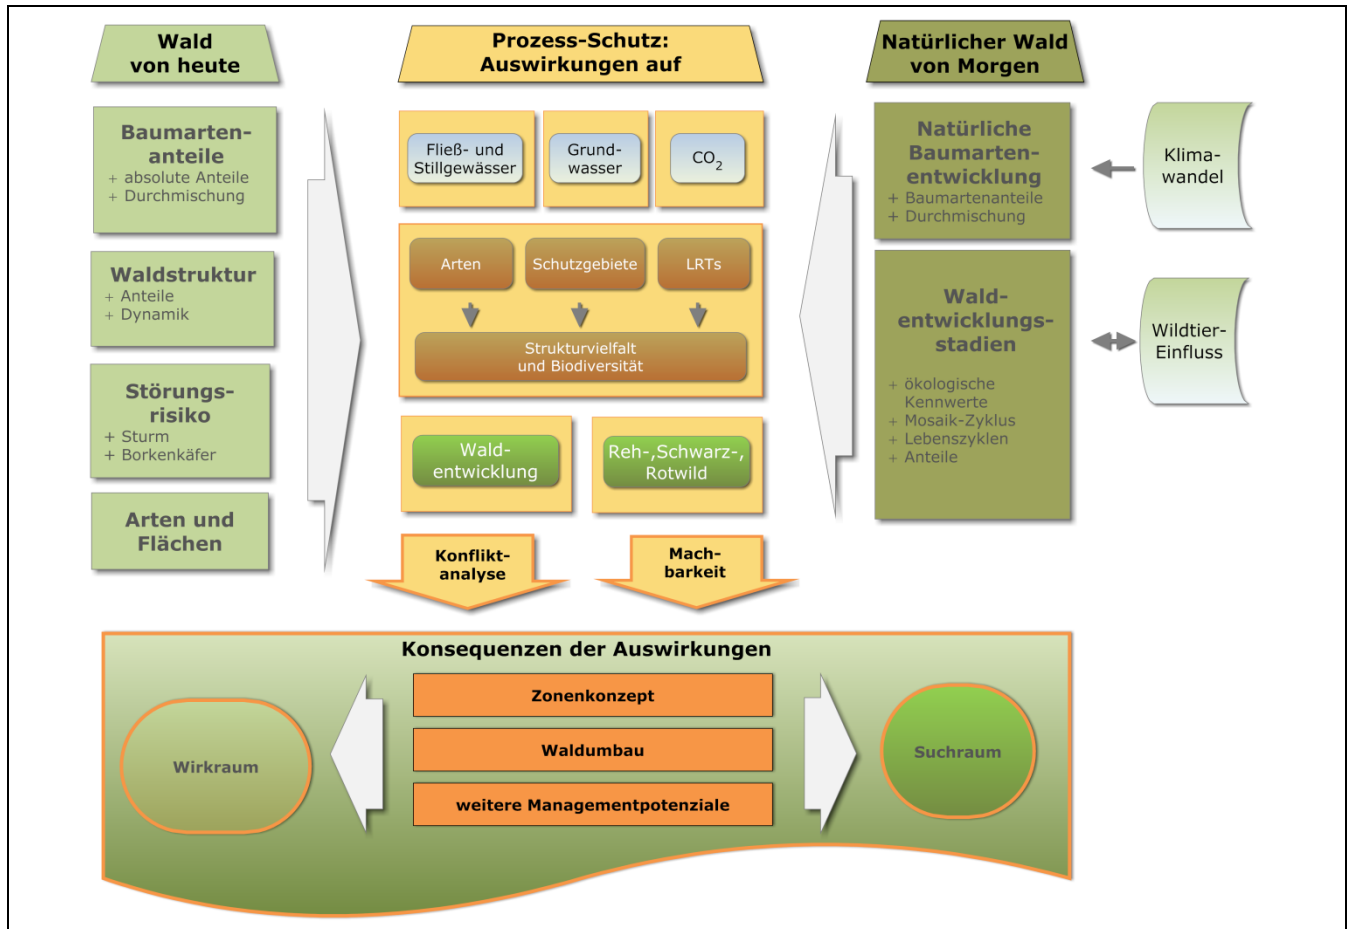 Wald
von heute
Baumarten-
anteile
+ absolute Anteile
+ Durchmischung
Waldstruktur
+ Anteile
+ Dynamik
Störungs-
risiko
+ Sturm
+ Borkenkäfer
Arten und
Flächen
Prozess-Schutz:
Auswirkungen auf
Fließ- und
Stillgewässer
Grund-
wasser
CO2
Arten
Schutzgebiete
LRTs
Strukturvielfalt
und Biodiversität
Wald-
entwicklung
Reh-,Schwarz-,
Rotwild
Konflikt-
analyse
Mach-
barkeit
Natürlicher Wald
von Morgen
Natürliche
Baumarten-
entwicklung
+ Baumartenanteile
+ Durchmischung
Wald-
entwicklungs-
stadien
+ ökologische
Kennwerte
+ Mosaik-Zyklus
+ Lebenszyklen
+ Anteile
Klima-
wandel
Wildtier-
Einfluss
Konsequenzen der Auswirkungen
Wirkraum
Zonenkonzept
Waldumbau
weitere Managementpotenziale
Suchraum